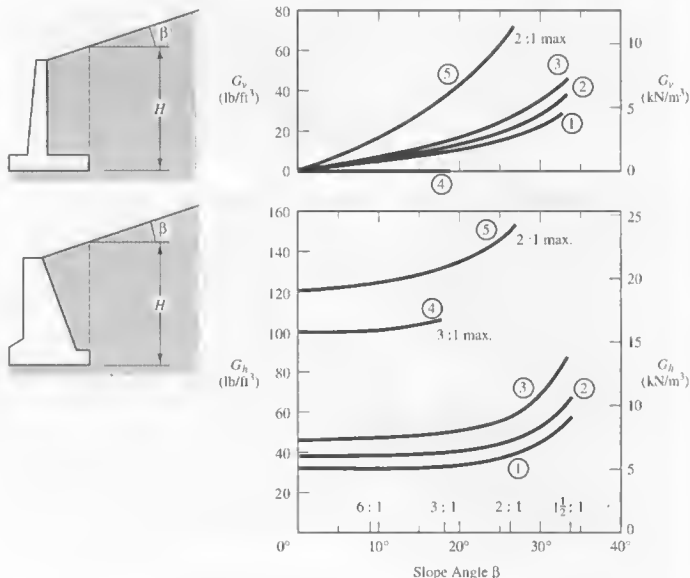 β
H
β
H
80
60
40
20
0
G_v
(lb/ft³)
2 : 1 max
⑤
③
②
①
④
10
5
0
G_v
(kN/m³)
160
140
120
100
80
60
40
20
G_h
(lb/ft³)
⑤
2 : 1 max.
④
3 : 1 max.
③
②
①
6 : 1
3 : 1
2 : 1
1½ : 1
25
20
15
10
5
0
G_h
(kN/m³)
0°
10°
20°
30°
40°
Slope Angle β